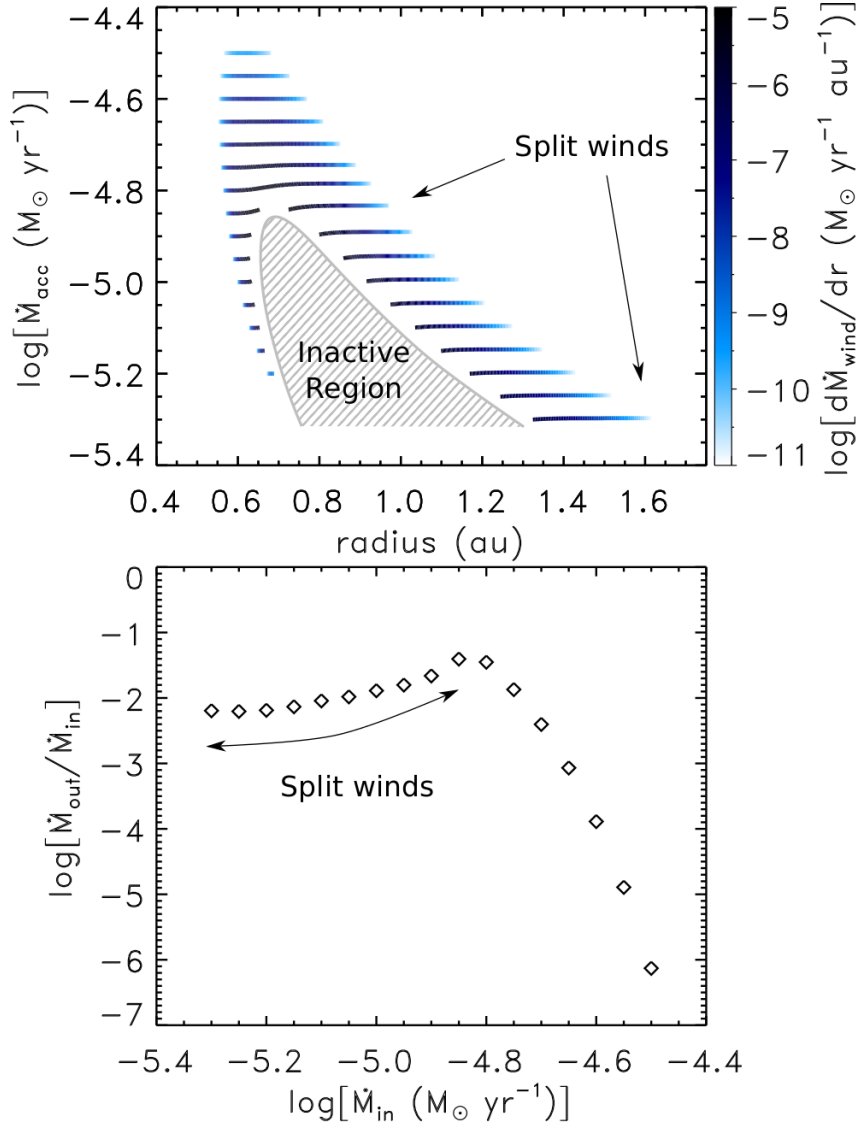 −4.4
−4.6
−4.8
−5.0
−5.2
−5.4
log[Ṁacc (M⊙ yr−1)]
Split winds
Inactive
Region
0.4 0.6 0.8 1.0 1.2 1.4 1.6
radius (au)
−5
−6
−7
−8
−9
−10
−11
log[dṀwind/dr (M⊙ yr−1 au−1)]
0
−1
−2
−3
−4
−5
−6
−7
log[Ṁout/Ṁin]
Split winds
−5.4 −5.2 −5.0 −4.8 −4.6 −4.4
log[Ṁin (M⊙ yr−1)]